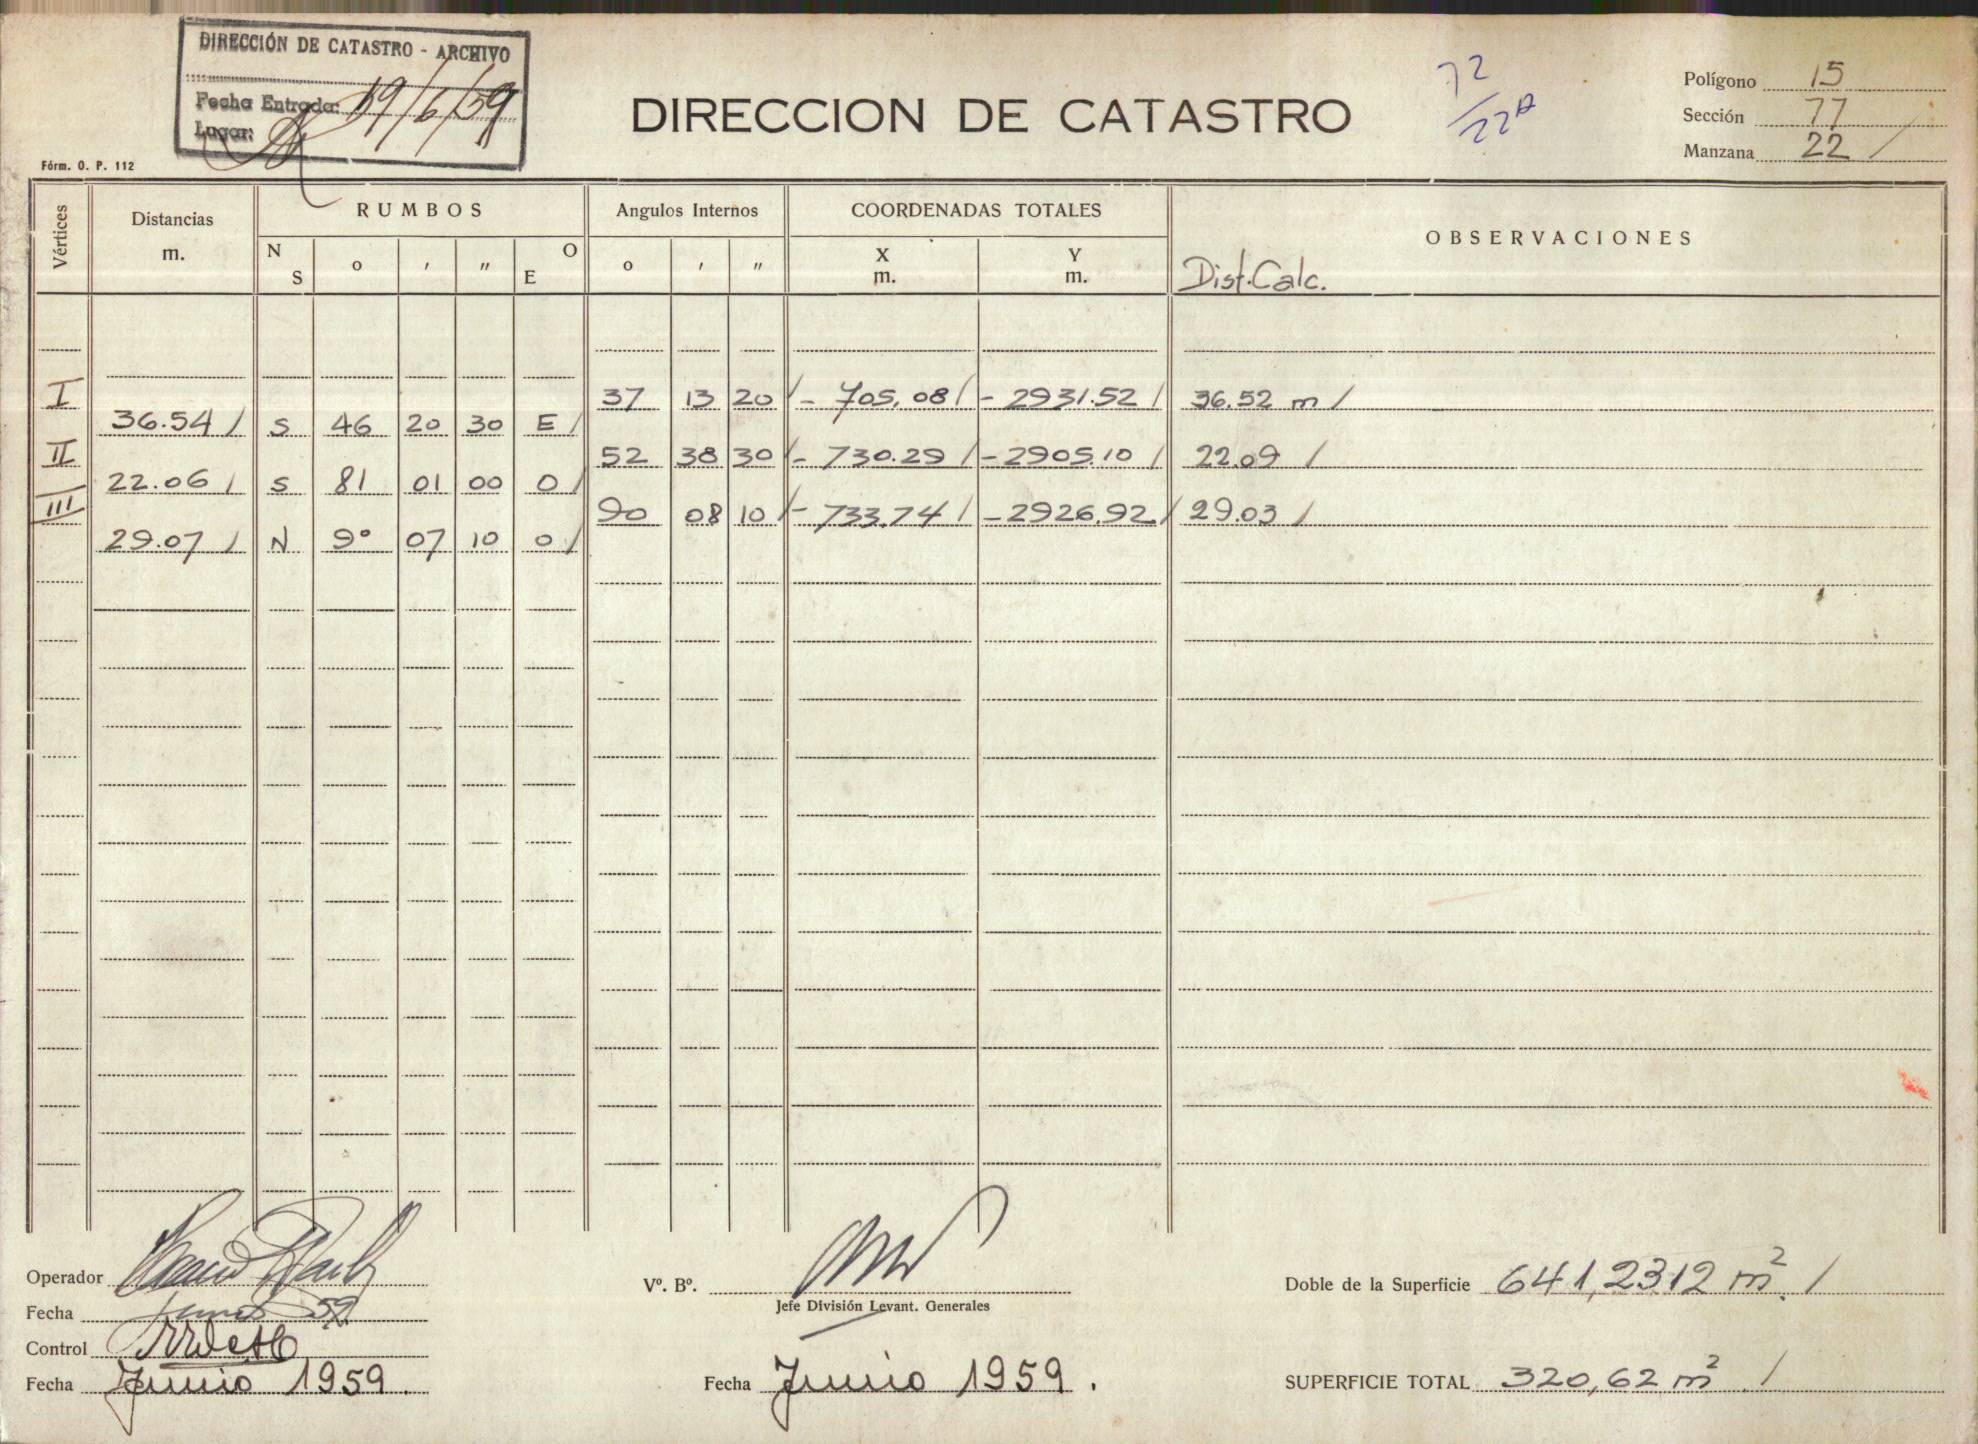 DIRECCIÓN DE CATASTRO - ARCHIVO
Fecha Entrada: 19/6/59
Lugar:
DIRECCION DE CATASTRO
72
/22A
Polígono 15
Sección 77
Manzana 22 /
Fórm. O. P. 112
Vértices
Distancias
m.
RUMBOS
N
S
o
'
"
O
E
Angulos Internos
o
'
"
COORDENADAS TOTALES
X
m.
Y
m.
OBSERVACIONES
Dist. Calc.
I 37 13 20 / - 705,08 / - 2931.52 / 36.52 m /
36.54 / S 46 20 30 E /
II 52 38 30 / - 730.29 / - 2905.10 / 22.09 /
22.06 / S 81 01 00 O /
III 90 08 10 / - 733.74 / - 2926.92 / 29.03 /
29.07 / N 9° 07 10 O /
Operador
Fecha 59
Control
Fecha Junio 1959.
Vº. Bº.
Jefe División Levant. Generales
Fecha Junio 1959.
Doble de la Superficie 641,2312 m². /
SUPERFICIE TOTAL 320,62 m² /